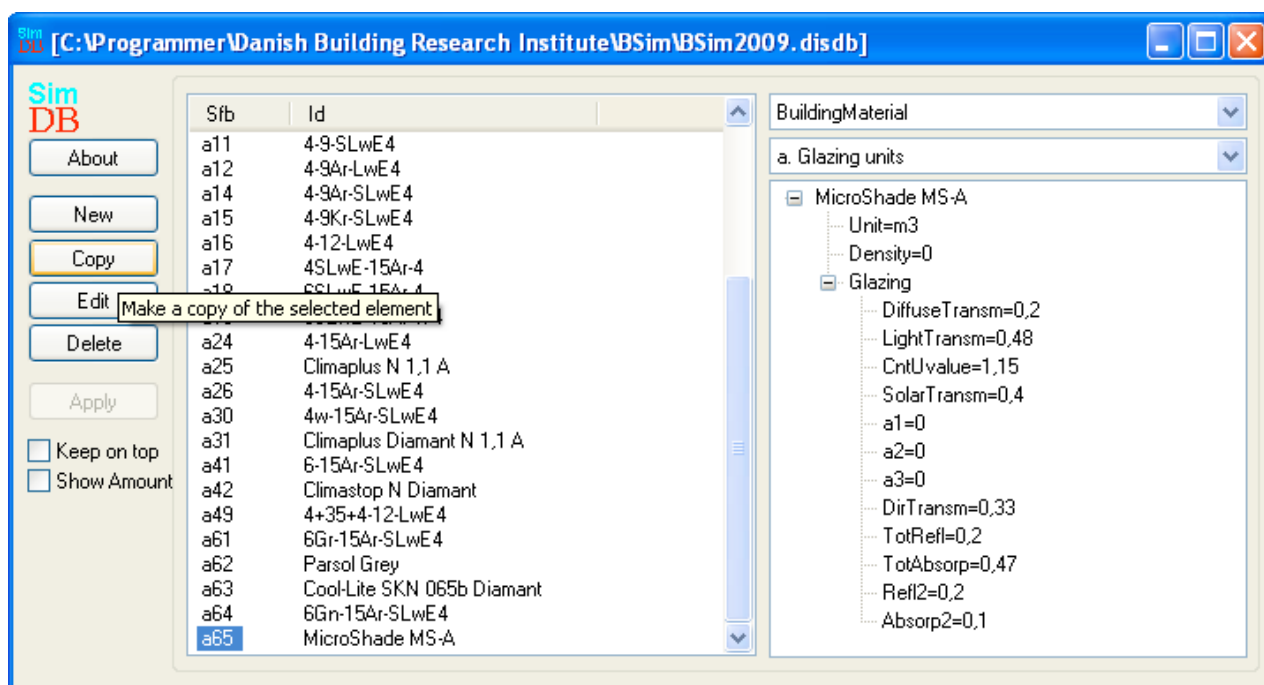 Sim DB [C:\Programmer\Danish Building Research Institute\BSim\BSim2009.disdb]
Sim
DB
About
New
Copy
Edit
Delete
Apply
Keep on top
Show Amount
Make a copy of the selected element
Sfb Id
a11 4-9-SLwE4
a12 4-9Ar-LwE4
a14 4-9Ar-SLwE4
a15 4-9Kr-SLwE4
a16 4-12-LwE4
a17 4SLwE-15Ar-4
a18 6SLwE-15Ar-4
a24 4-15Ar-LwE4
a25 Climaplus N 1,1 A
a26 4-15Ar-SLwE4
a30 4w-15Ar-SLwE4
a31 Climaplus Diamant N 1,1 A
a41 6-15Ar-SLwE4
a42 Climastop N Diamant
a49 4+35+4-12-LwE4
a61 6Gr-15Ar-SLwE4
a62 Parsol Grey
a63 Cool-Lite SKN 065b Diamant
a64 6Gn-15Ar-SLwE4
a65 MicroShade MS-A
BuildingMaterial
a. Glazing units
MicroShade MS-A
Unit=m3
Density=0
Glazing
DiffuseTransm=0,2
LightTransm=0,48
CntUvalue=1,15
SolarTransm=0,4
a1=0
a2=0
a3=0
DirTransm=0,33
TotRefl=0,2
TotAbsorp=0,47
Refl2=0,2
Absorp2=0,1